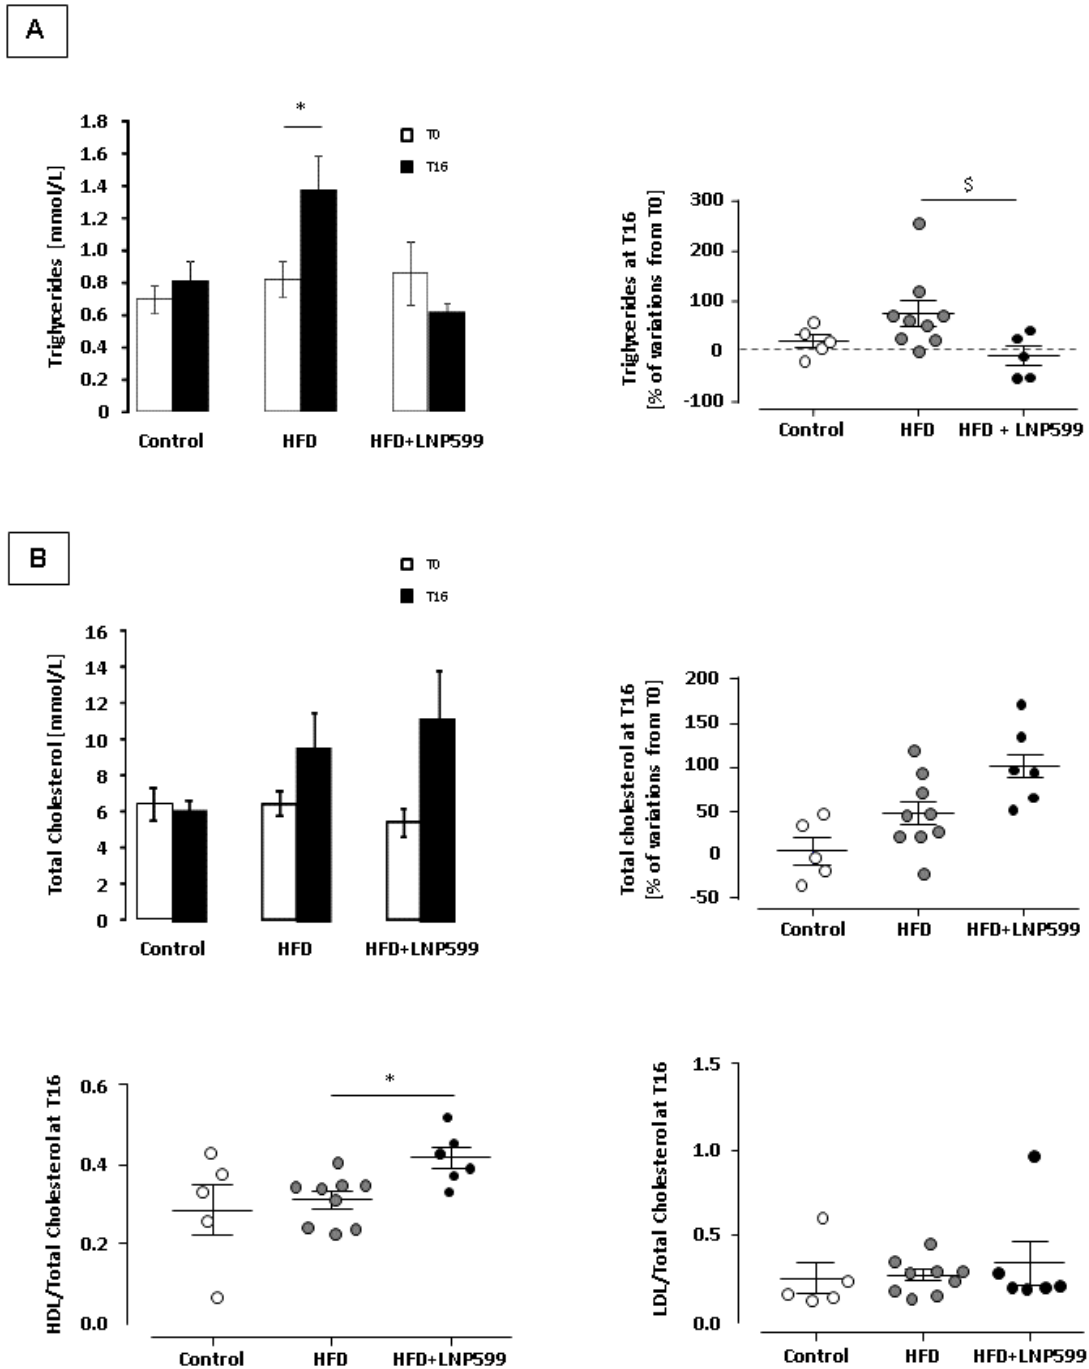 A
*
1.8
1.6
1.4
1.2
1.0
0.8
0.6
0.4
0.2
0
Triglycerides [mmol/L]
T0
T16
Control HFD HFD+LNP599
$
300
200
100
0
-100
Triglycerides at T16
[% of variations from T0]
Control HFD HFD + LNP599
B
T0
T16
16
14
12
10
8
6
4
2
0
Total Cholesterol [mmol/L]
Control HFD HFD+LNP599
200
150
100
50
0
-50
Total cholesterol at T16
[% of variations from T0]
Control HFD HFD+LNP599
*
0.6
0.4
0.2
0.0
HDL/Total Cholesterol at T16
Control HFD HFD+LNP599
1.5
1.0
0.5
0.0
LDL/Total Cholesterol at T16
Control HFD HFD+LNP599